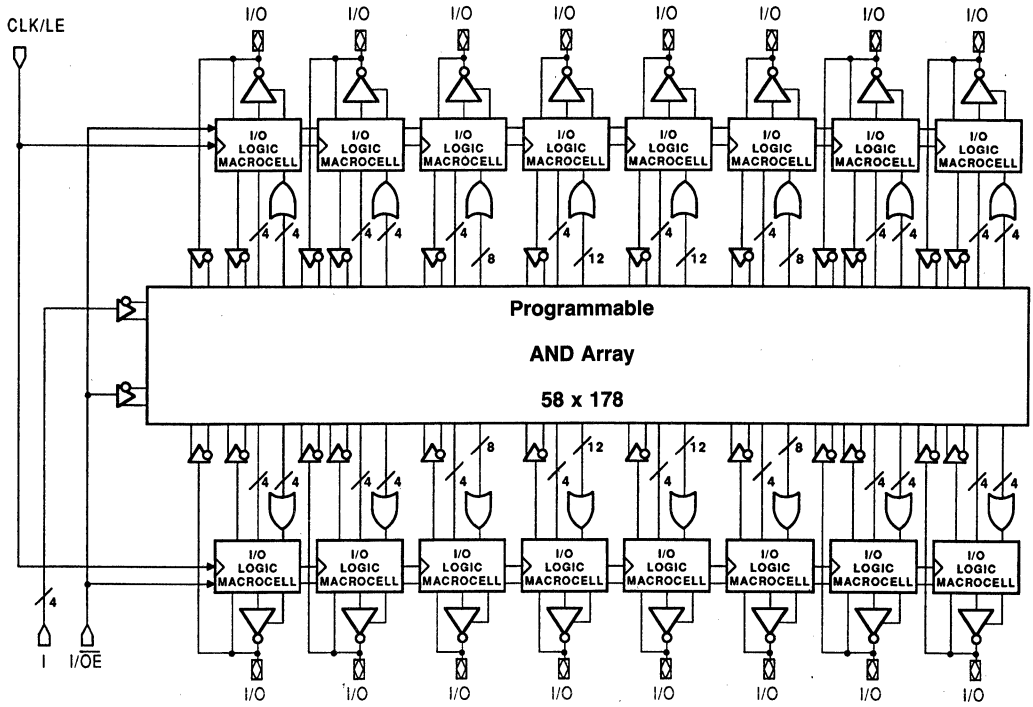 I/O I/O I/O I/O I/O I/O I/O I/O
CLK/LE
I/O I/O I/O I/O I/O I/O I/O I/O
LOGIC LOGIC LOGIC LOGIC LOGIC LOGIC LOGIC LOGIC
MACROCELL MACROCELL MACROCELL MACROCELL MACROCELL MACROCELL MACROCELL MACROCELL
4 4 4 4 4 4 4 4 4 4 4 4
8 12 12 8
Programmable
AND Array
58 x 178
8 12 12 8
4 4 4 4 4 4 4 4 4 4 4 4
I/O I/O I/O I/O I/O I/O I/O I/O
LOGIC LOGIC LOGIC LOGIC LOGIC LOGIC LOGIC LOGIC
MACROCELL MACROCELL MACROCELL MACROCELL MACROCELL MACROCELL MACROCELL MACROCELL
4
I I/O̅E̅
I/O I/O I/O I/O I/O I/O I/O I/O